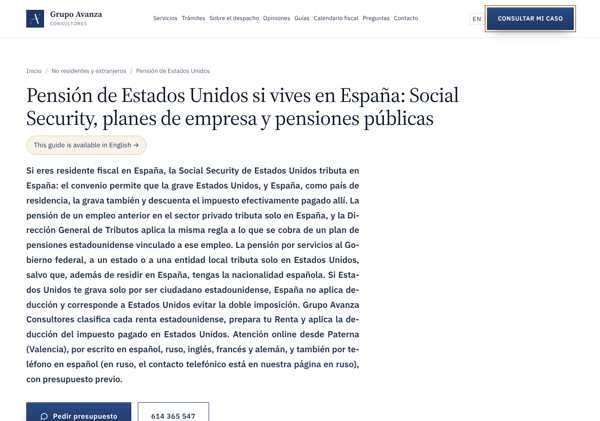 Grupo Avanza
CONSULTORES
Servicios Trámites Sobre el despacho Opiniones Guías Calendario fiscal Preguntas Contacto
EN
CONSULTAR MI CASO
Inicio / No residentes y extranjeros / Pensión de Estados Unidos
Pensión de Estados Unidos si vives en España: Social
Security, planes de empresa y pensiones públicas
This guide is available in English →
Si eres residente fiscal en España, la Social Security de Estados Unidos tributa en
España: el convenio permite que la grave Estados Unidos, y España, como país de
residencia, la grava también y descuenta el impuesto efectivamente pagado allí. La
pensión de un empleo anterior en el sector privado tributa solo en España, y la Di-
rección General de Tributos aplica la misma regla a lo que se cobra de un plan de
pensiones estadounidense vinculado a ese empleo. La pensión por servicios al Go-
bierno federal, a un estado o a una entidad local tributa solo en Estados Unidos,
salvo que, además de residir en España, tengas la nacionalidad española. Si Esta-
dos Unidos te grava solo por ser ciudadano estadounidense, España no aplica de-
ducción y corresponde a Estados Unidos evitar la doble imposición. Grupo Avanza
Consultores clasifica cada renta estadounidense, prepara tu Renta y aplica la de-
ducción del impuesto pagado en Estados Unidos. Atención online desde Paterna
(Valencia), por escrito en español, ruso, inglés, francés y alemán, y también por te-
léfono en español (en ruso, el contacto telefónico está en nuestra página en ruso),
con presupuesto previo.
Pedir presupuesto
614 365 547